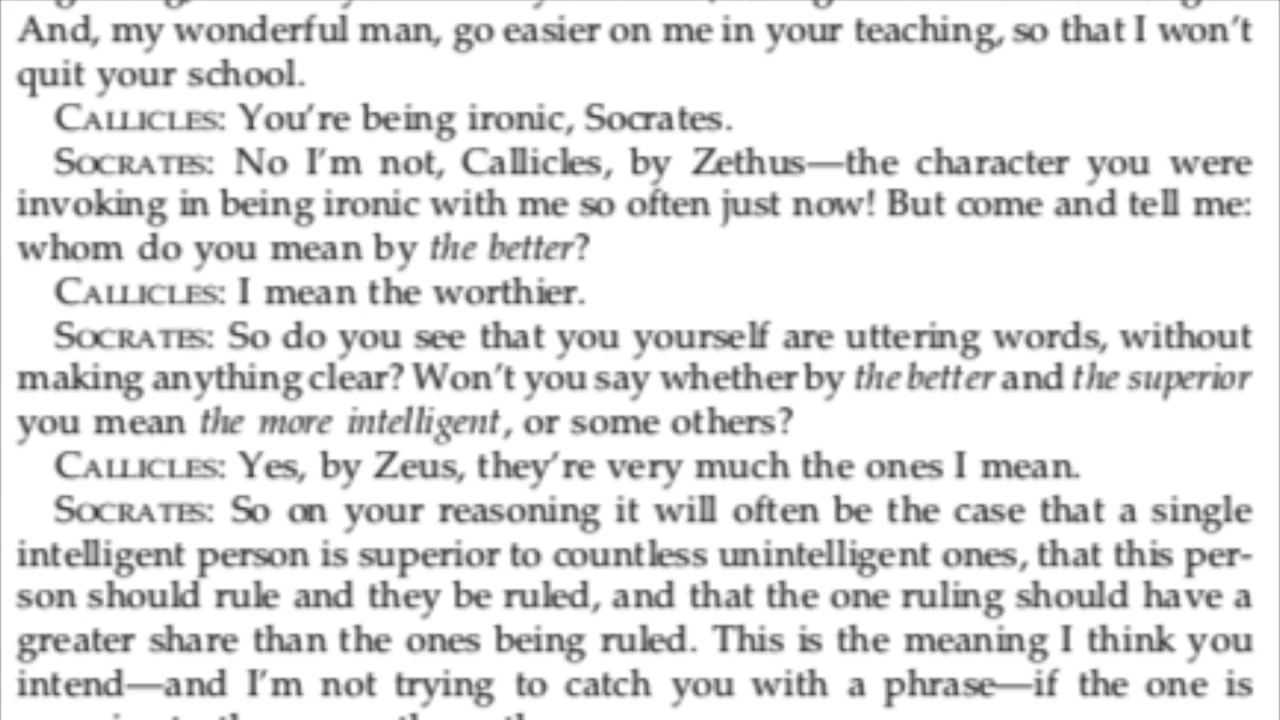 And, my wonderful man, go easier on me in your teaching, so that I won't
quit your school.
CALLICLES: You're being ironic, Socrates.
SOCRATES: No I'm not, Callicles, by Zethus—the character you were
invoking in being ironic with me so often just now! But come and tell me:
whom do you mean by the better?
CALLICLES: I mean the worthier.
SOCRATES: So do you see that you yourself are uttering words, without
making anything clear? Won't you say whether by the better and the superior
you mean the more intelligent, or some others?
CALLICLES: Yes, by Zeus, they're very much the ones I mean.
SOCRATES: So on your reasoning it will often be the case that a single
intelligent person is superior to countless unintelligent ones, that this per-
son should rule and they be ruled, and that the one ruling should have a
greater share than the ones being ruled. This is the meaning I think you
intend—and I'm not trying to catch you with a phrase—if the one is